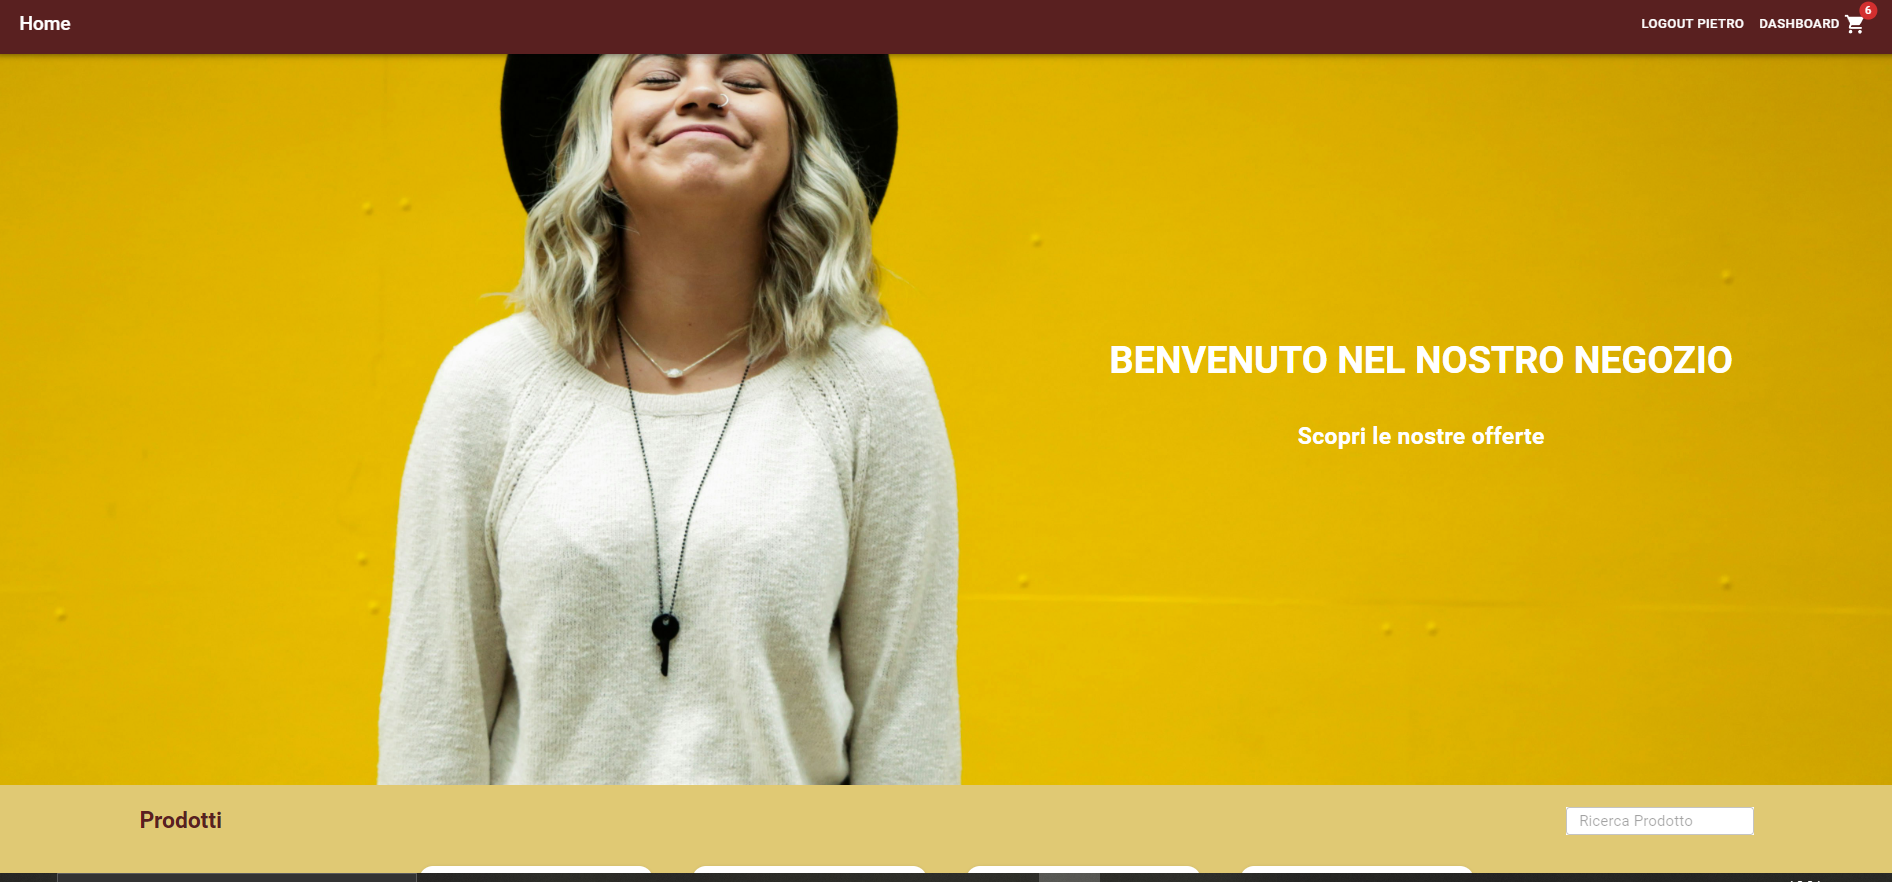 Home
LOGOUT PIETRO
DASHBOARD
6
BENVENUTO NEL NOSTRO NEGOZIO
Scopri le nostre offerte
Prodotti
Ricerca Prodotto